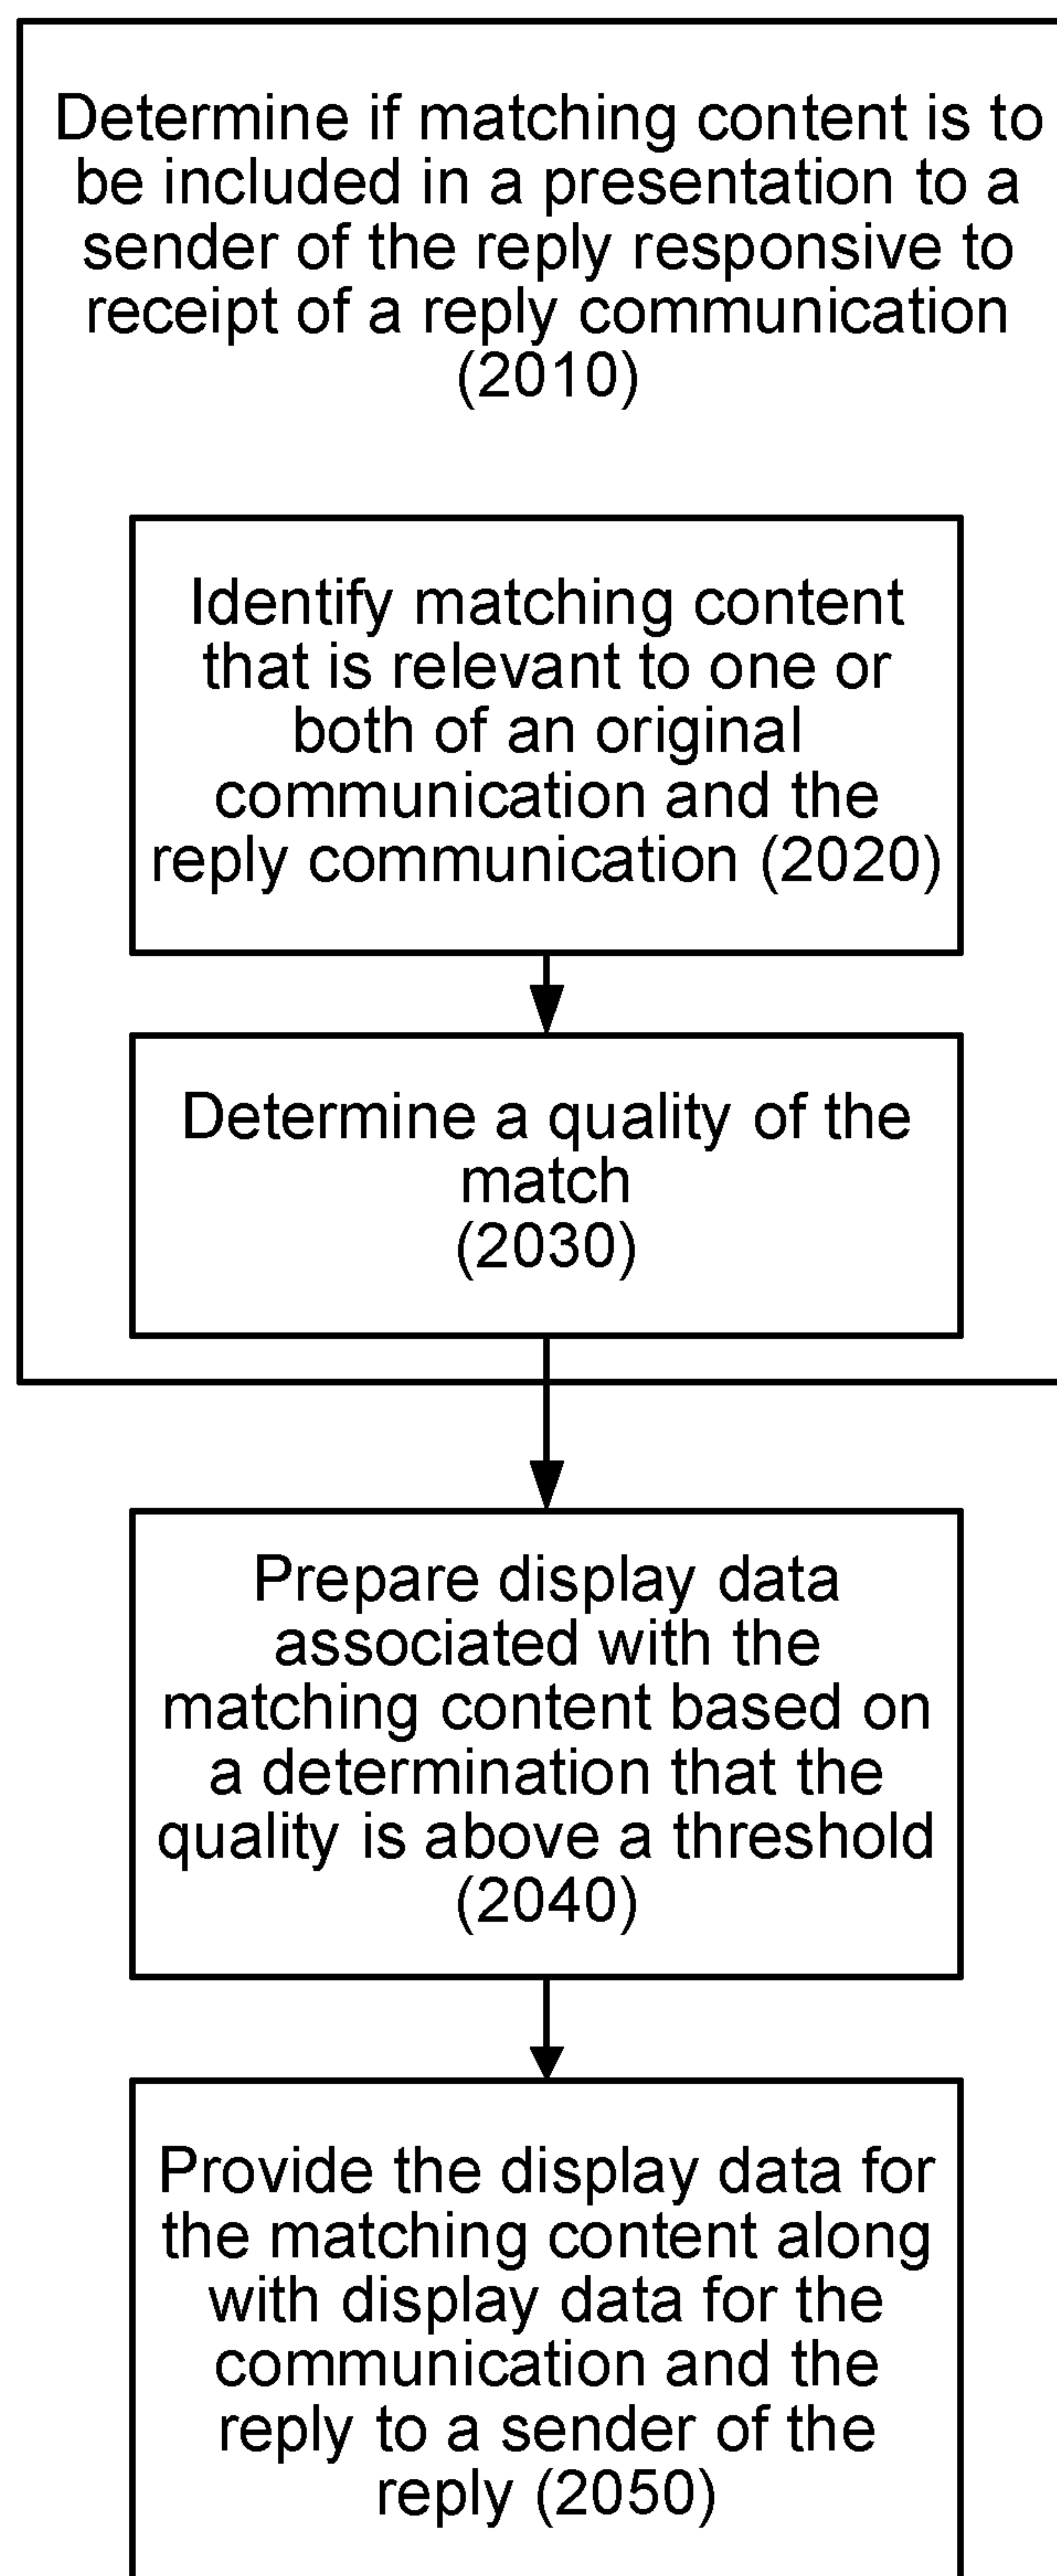 Determine if matching content is to
be included in a presentation to a
sender of the reply responsive to
receipt of a reply communication
(2010)
Identify matching content
that is relevant to one or
both of an original
communication and the
reply communication (2020)
Determine a quality of the
match
(2030)
Prepare display data
associated with the
matching content based on
a determination that the
quality is above a threshold
(2040)
Provide the display data for
the matching content along
with display data for the
communication and the
reply to a sender of the
reply (2050)